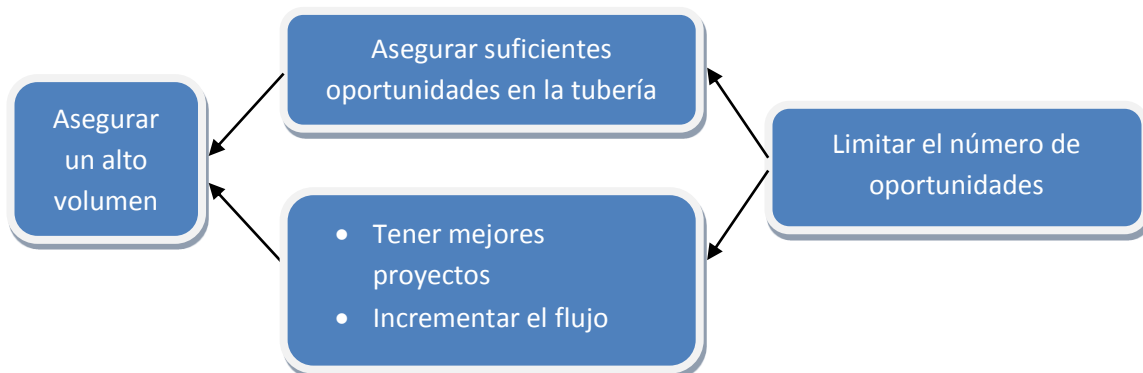 Asegurar
un alto
volumen
Asegurar suficientes
oportunidades en la tubería
• Tener mejores
proyectos
• Incrementar el flujo
Limitar el número de
oportunidades